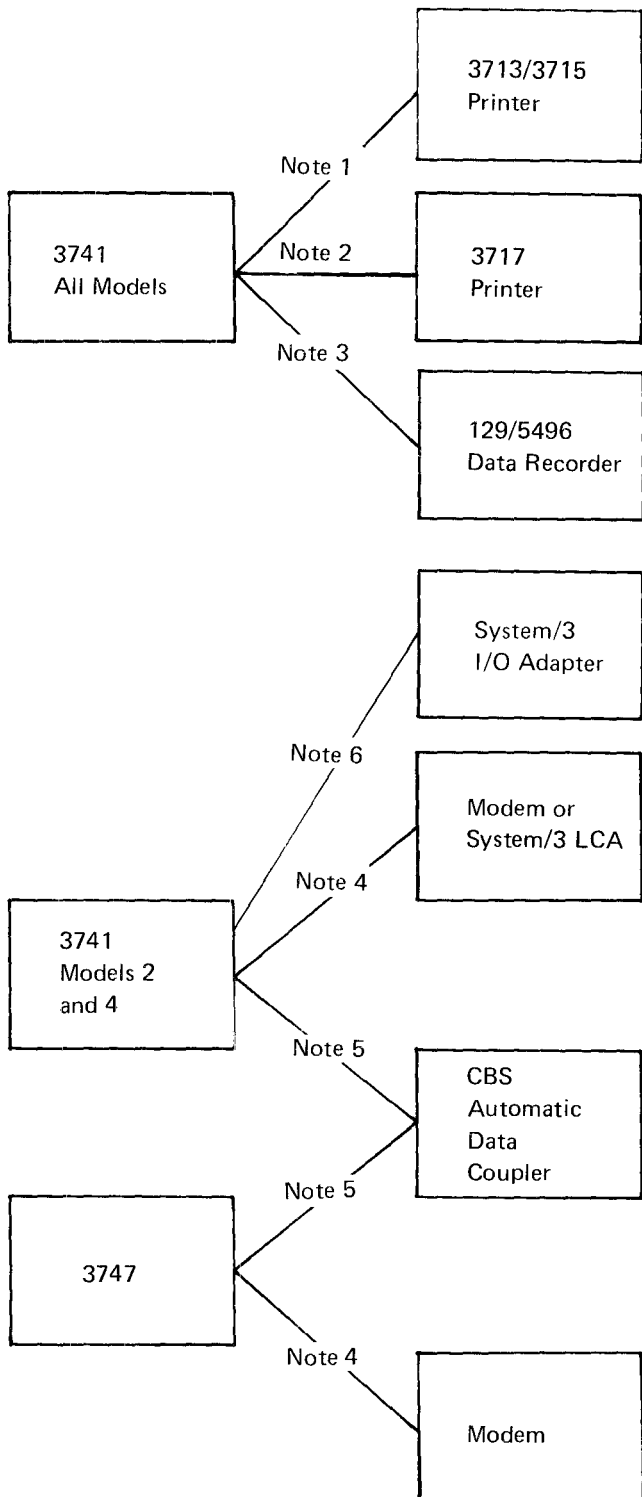 3713/3715
Printer
Note 1
3741
All Models
Note 2
3717
Printer
Note 3
129/5496
Data Recorder
System/3
I/O Adapter
Note 6
Modem or
System/3 LCA
Note 4
3741
Models 2
and 4
Note 5
CBS
Automatic
Data
Coupler
Note 5
3747
Note 4
Modem